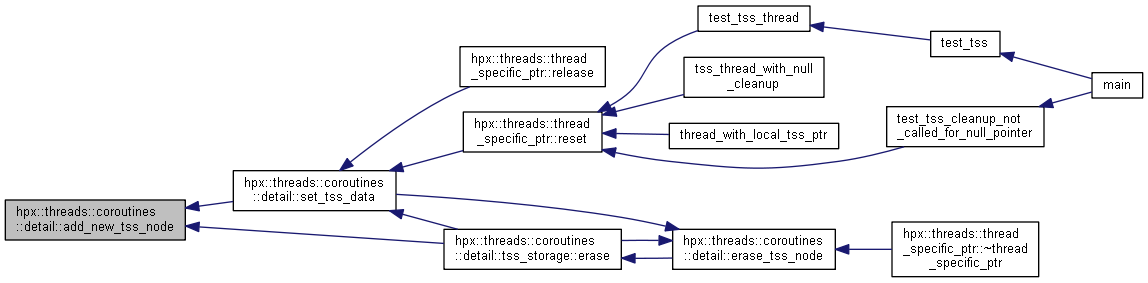 hpx::threads::coroutines
::detail::add_new_tss_node
hpx::threads::coroutines
::detail::set_tss_data
hpx::threads::thread
_specific_ptr::release
hpx::threads::thread
_specific_ptr::reset
test_tss_thread
test_tss
main
tss_thread_with_null
_cleanup
thread_with_local_tss_ptr
test_tss_cleanup_not
_called_for_null_pointer
hpx::threads::coroutines
::detail::tss_storage::erase
hpx::threads::coroutines
::detail::erase_tss_node
hpx::threads::thread
_specific_ptr::~thread
_specific_ptr